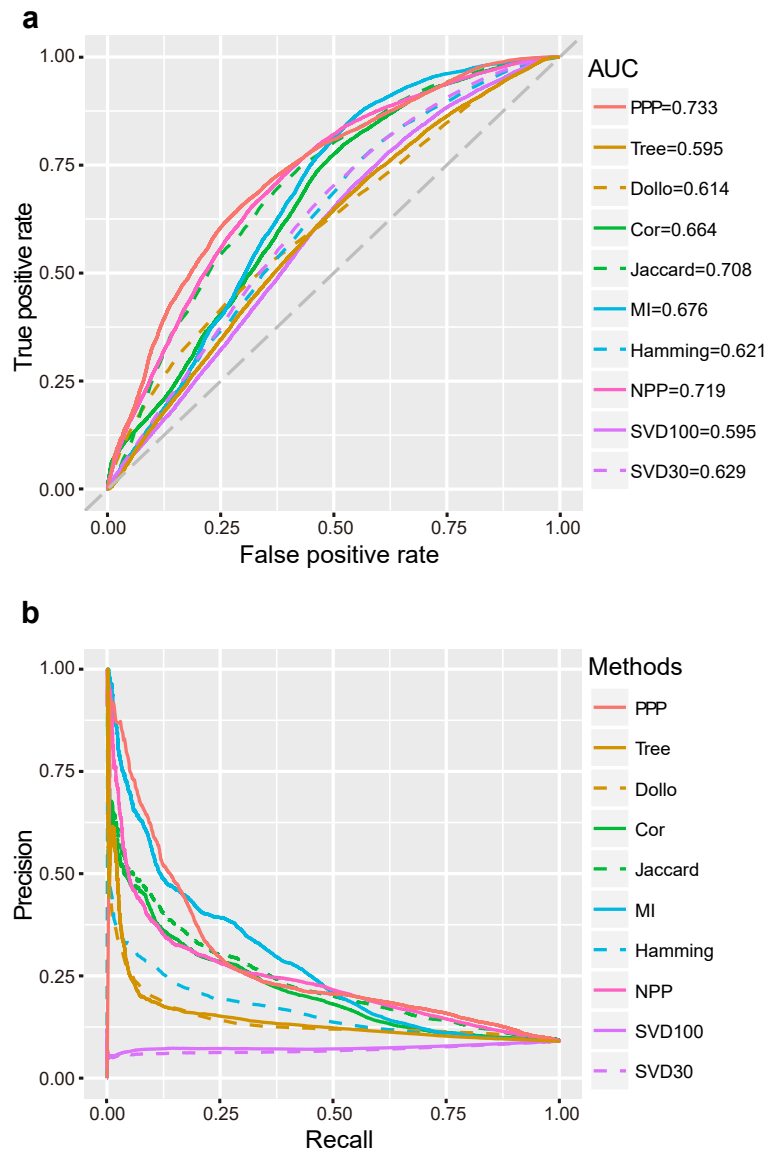 a
AUC
1.00
0.75
0.50
0.25
0.00
True positive rate
0.00 0.25 0.50 0.75 1.00
False positive rate
PPP=0.733
Tree=0.595
Dollo=0.614
Cor=0.664
Jaccard=0.708
MI=0.676
Hamming=0.621
NPP=0.719
SVD100=0.595
SVD30=0.629
b
Methods
1.00
0.75
0.50
0.25
0.00
Precision
0.00 0.25 0.50 0.75 1.00
Recall
PPP
Tree
Dollo
Cor
Jaccard
MI
Hamming
NPP
SVD100
SVD30